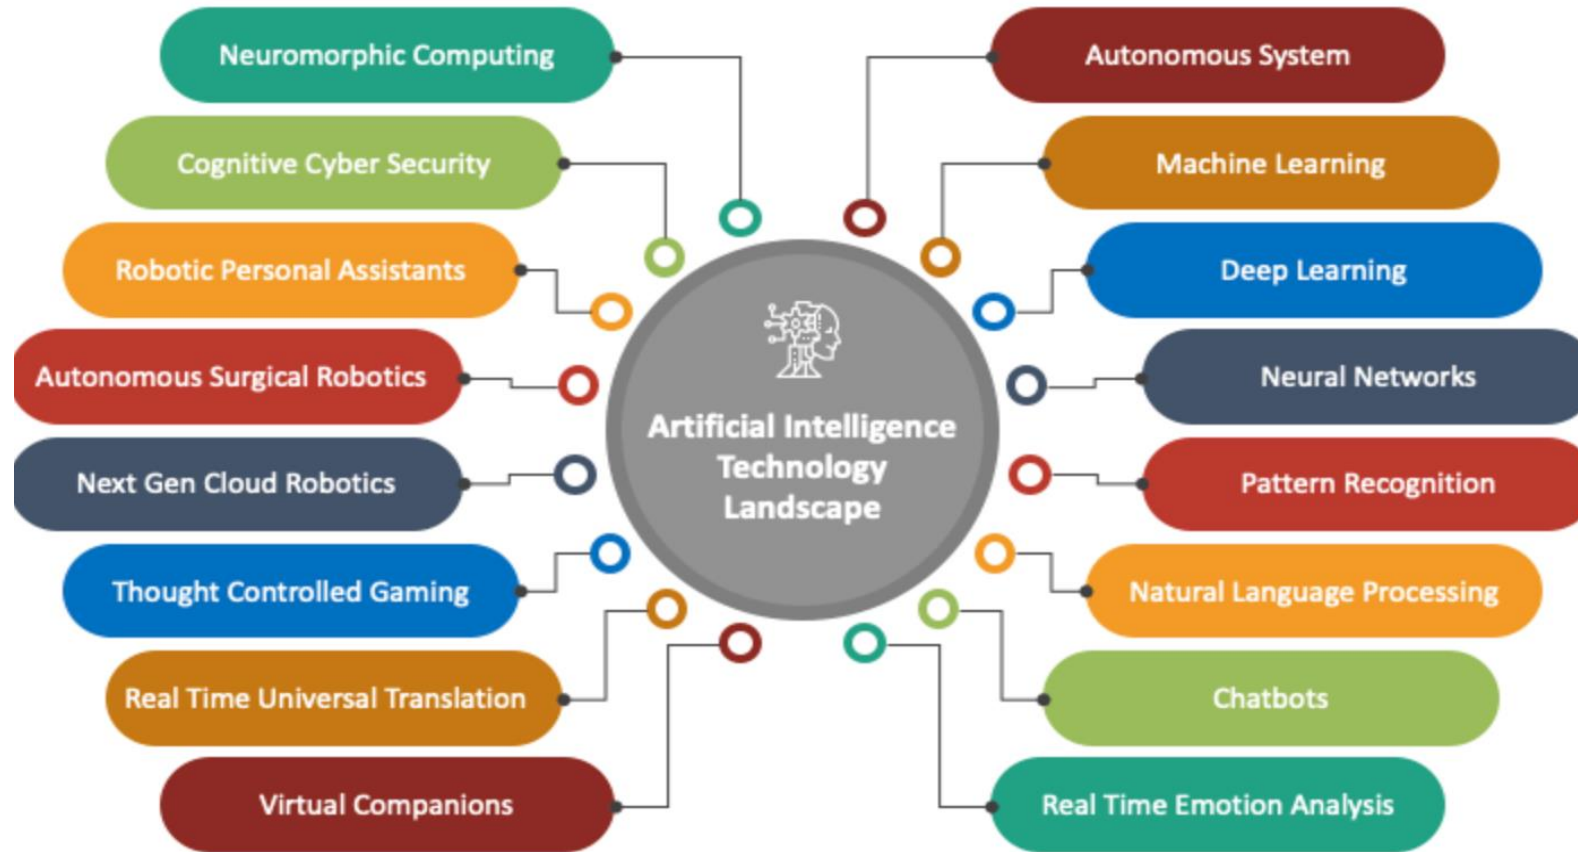 Neuromorphic Computing
Cognitive Cyber Security
Robotic Personal Assistants
Autonomous Surgical Robotics
Next Gen Cloud Robotics
Thought Controlled Gaming
Real Time Universal Translation
Virtual Companions
Artificial Intelligence
Technology
Landscape
Autonomous System
Machine Learning
Deep Learning
Neural Networks
Pattern Recognition
Natural Language Processing
Chatbots
Real Time Emotion Analysis